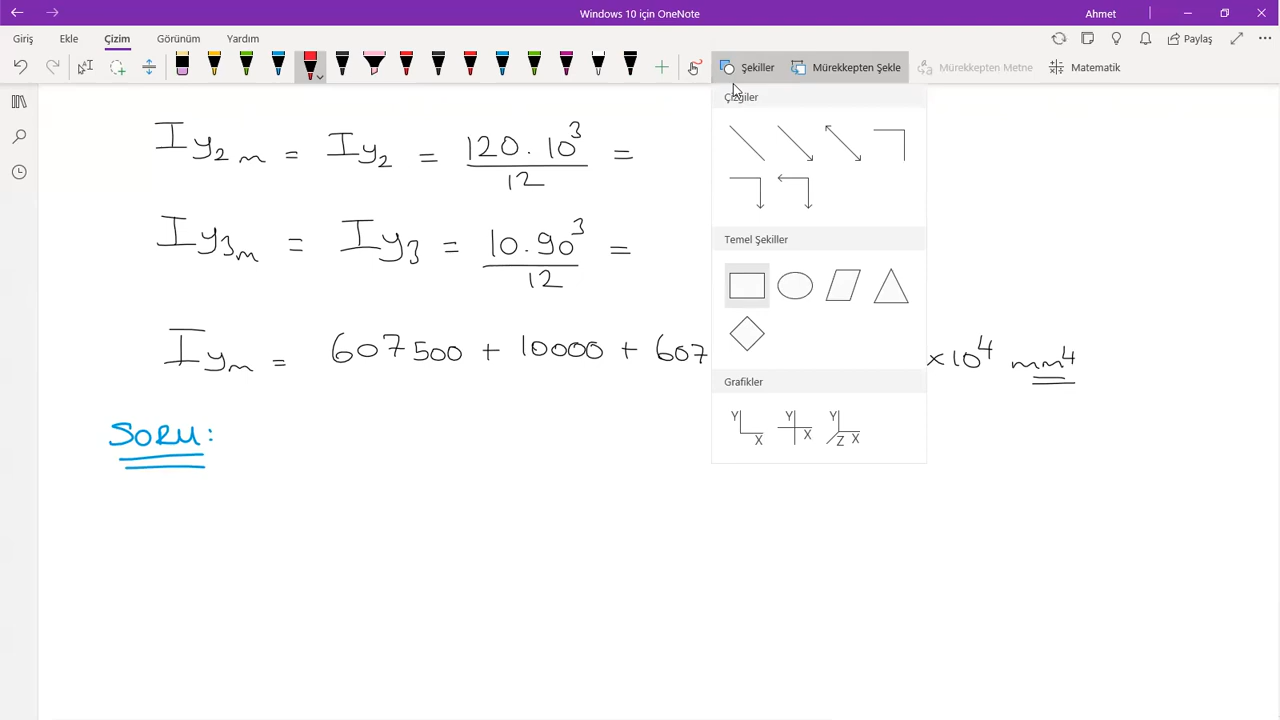 Windows 10 için OneNote
Ahmet
Giriş Ekle Çizim Görünüm Yardım
Paylaş
Şekiller Mürekkepten Şekle Mürekkepten Metne Matematik
Çizgiler
Temel Şekiller
Grafikler
Y X Y X Y Z X
Iy₂m = Iy₂ = 120.10³/12 =
Iy₃m = Iy₃ = 10.90³/12 =
Iym = 607500 + 10000 + 607 ×10⁴ mm⁴
SORU: